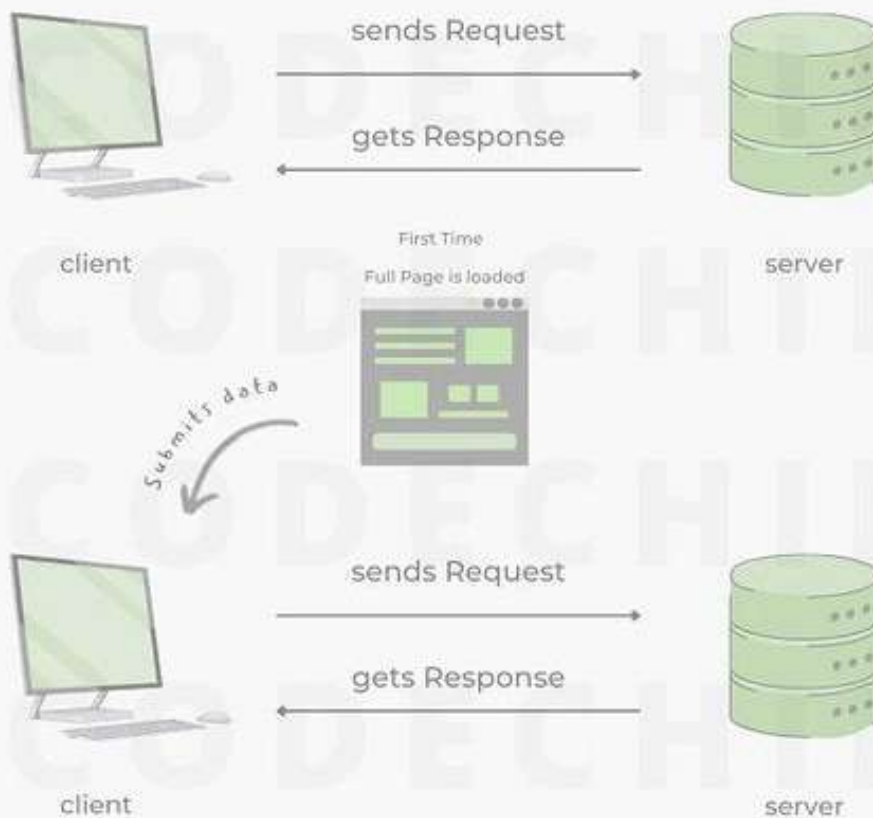 sends Request
gets Response
client
First Time
server
Full Page is loaded
Submits data
sends Request
gets Response
client
server